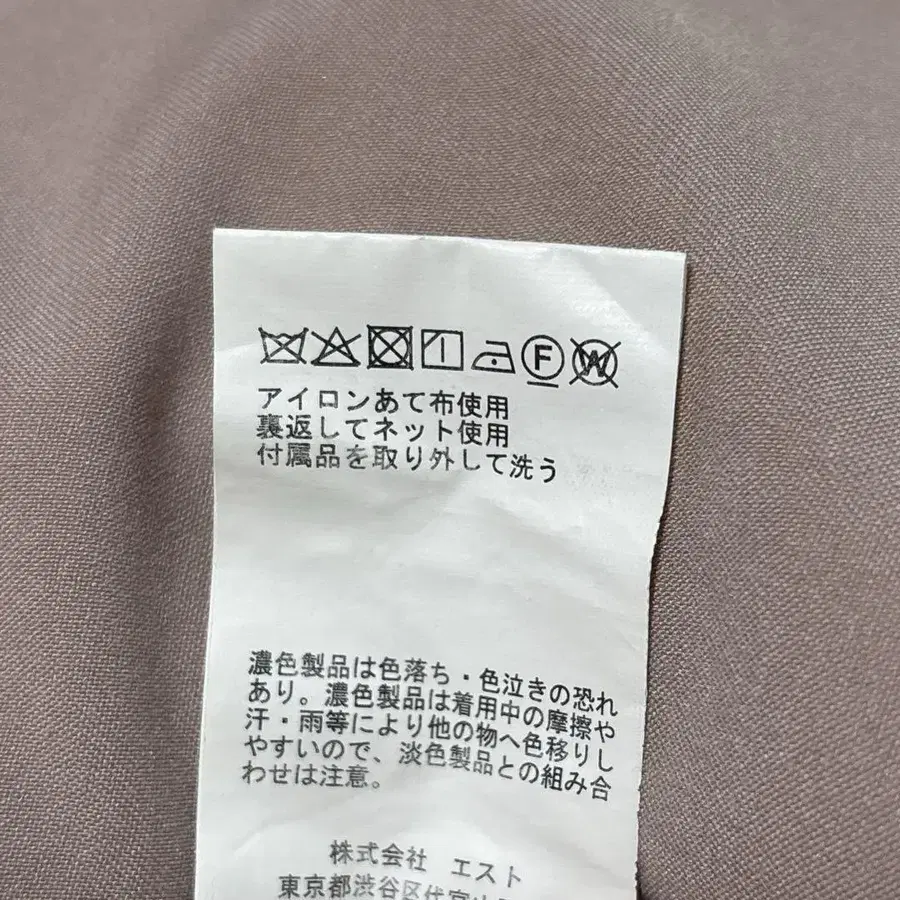 F W
アイロンあて布使用
裏返してネット使用
付属品を取り外して洗う
濃色製品は色落ち・色泣きの恐れ
あり。濃色製品は着用中の摩擦や
汗・雨等により他の物へ色移りし
やすいので、淡色製品との組み合
わせは注意。
株式会社 エスト
東京都渋谷区代官山